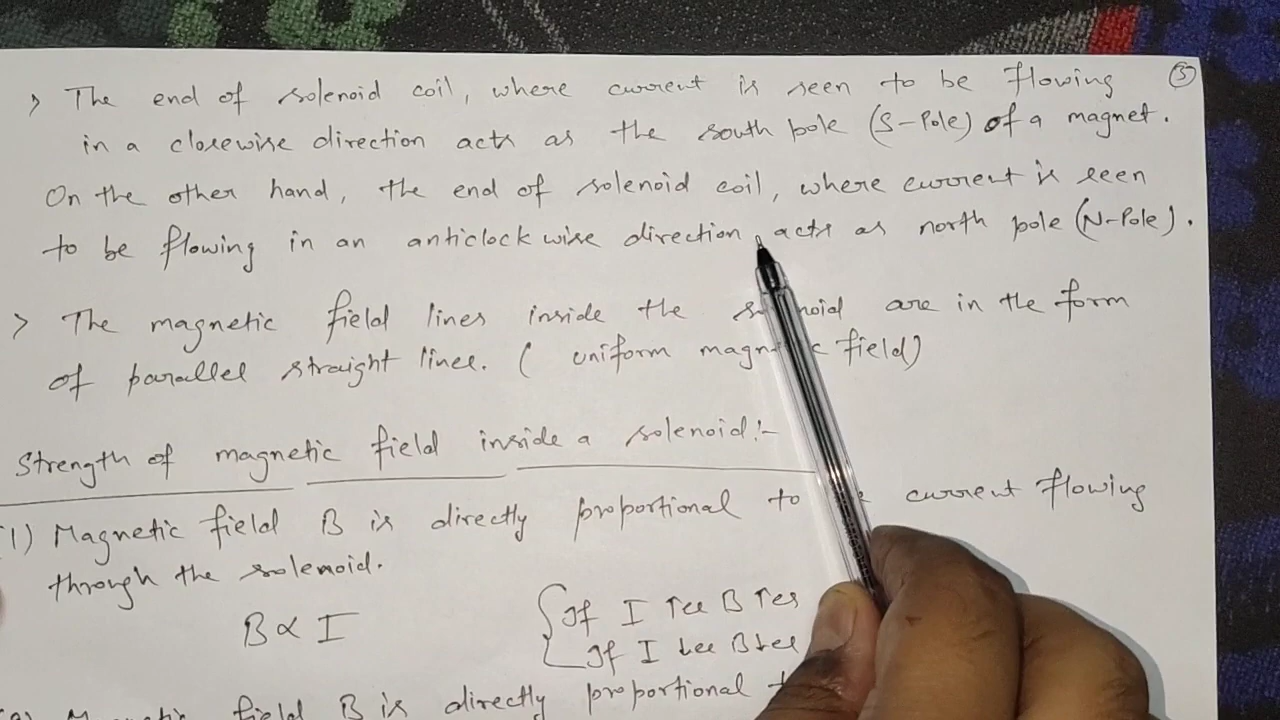 > The end of solenoid coil, where current is seen to be flowing ③
in a clockwise direction acts as the south pole (S-Pole) of a magnet.
On the other hand, the end of solenoid coil, where current is seen
to be flowing in an anticlockwise direction, acts as north pole (N-Pole).
> The magnetic field lines inside the are in the form
of parallel straight lines. ( uniform field)
Strength of magnetic field inside a solenoid:-
(1) Magnetic field B is directly proportional to current flowing
through the solenoid.
B ∝ I { If I ↑es B ↑es
If I ↓es B ↓es
field B is directly proportional